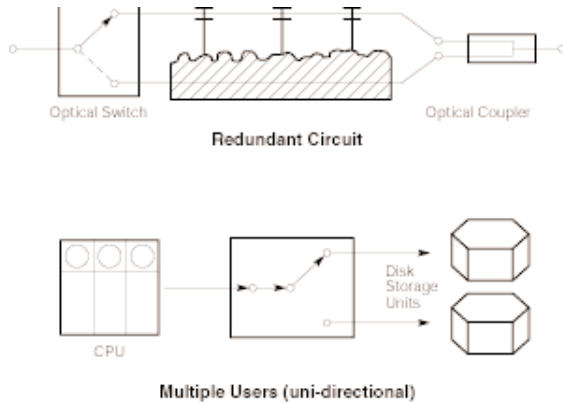 Optical Switch
Optical Coupler
Redundant Circuit
Disk
Storage
Units
CPU
Multiple Users (uni-directional)